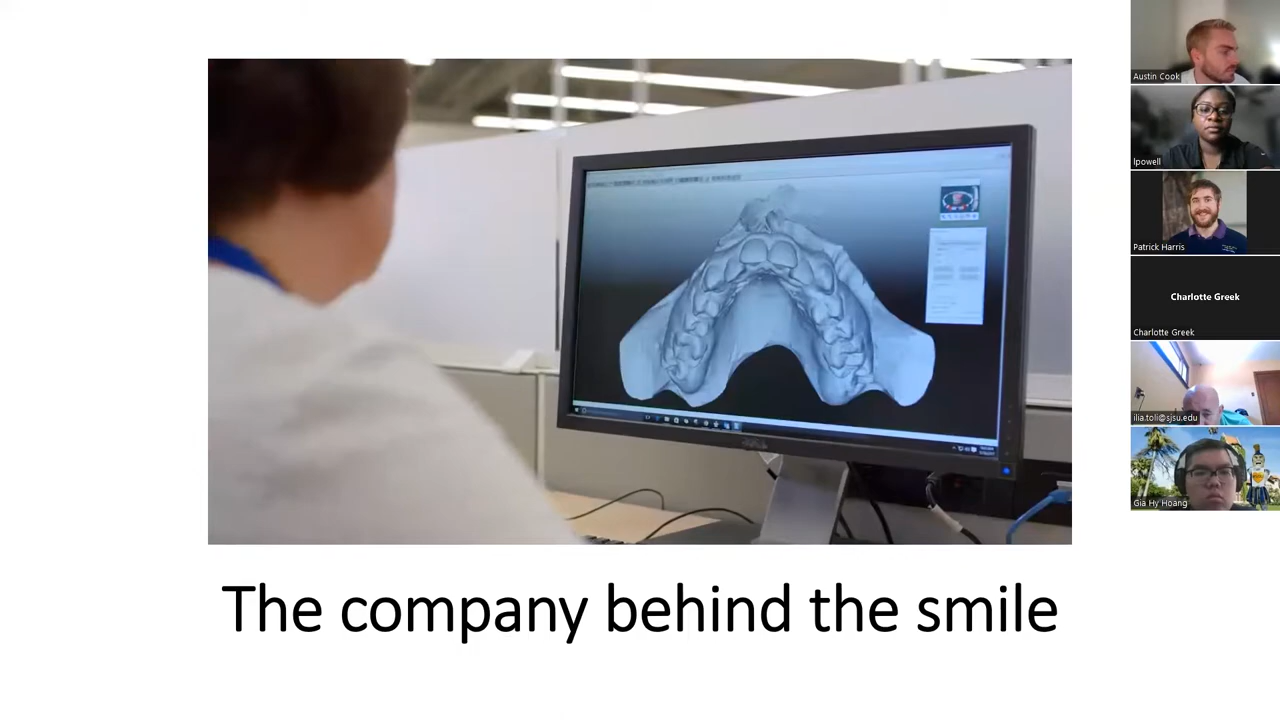 Austin Cook
lpowell
Patrick Harris
Charlotte Greek
Charlotte Greek
ilia.toli@sjsu.edu
Gia Hy Hoang
The company behind the smile